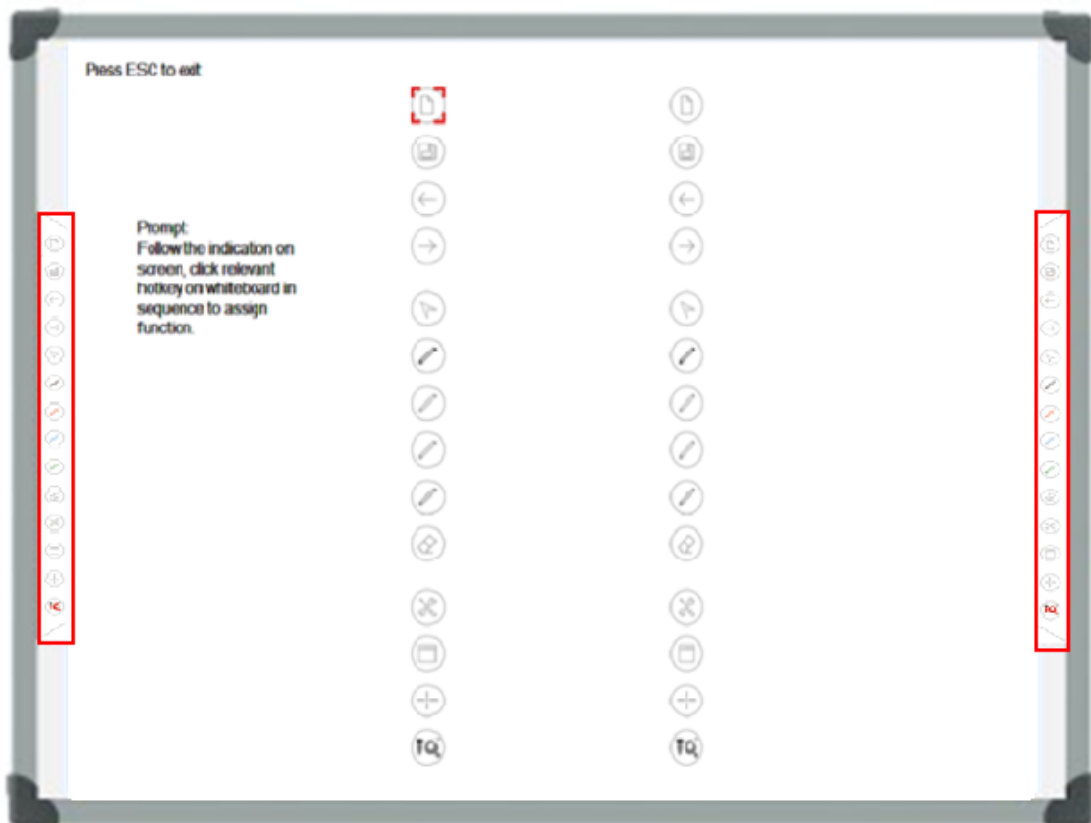 Press ESC to exit
Prompt:
Follow the indication on
screen, click relevant
hotkey on whiteboard in
sequence to assign
function.